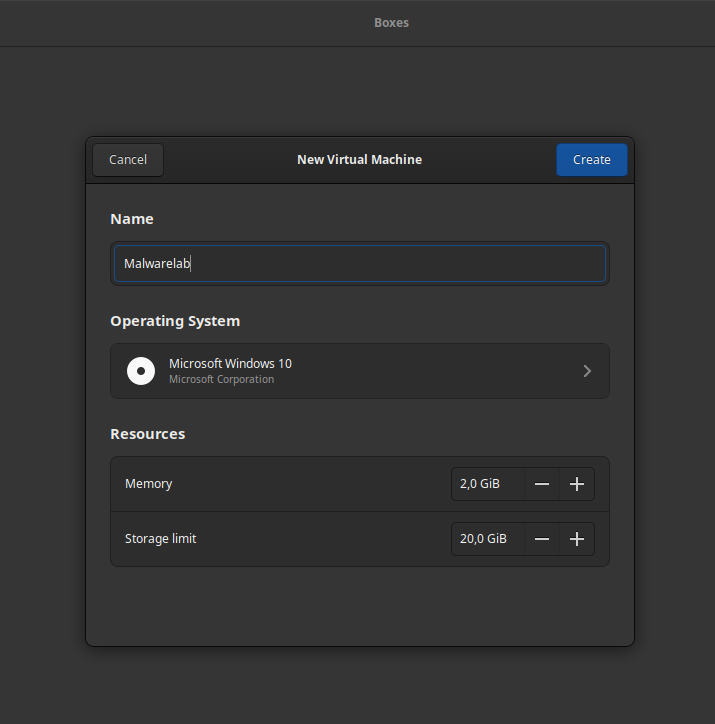 Boxes
Cancel
New Virtual Machine
Create
Name
Malwarelab
Operating System
Microsoft Windows 10
Microsoft Corporation
Resources
Memory
2,0 GiB
Storage limit
20,0 GiB